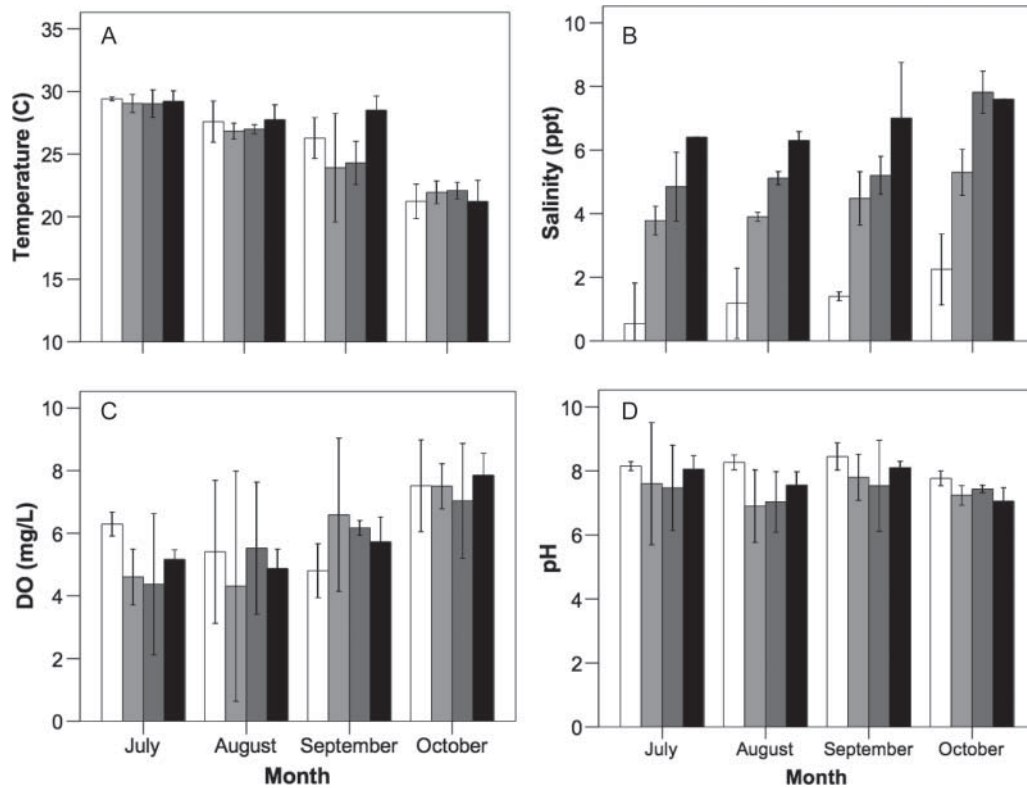 A
Temperature (C)
35
30
25
20
15
10
B
Salinity (ppt)
10
8
6
4
2
0
C
DO (mg/L)
10
8
6
4
2
0
July August September October
Month
D
pH
10
8
6
4
2
0
July August September October
Month